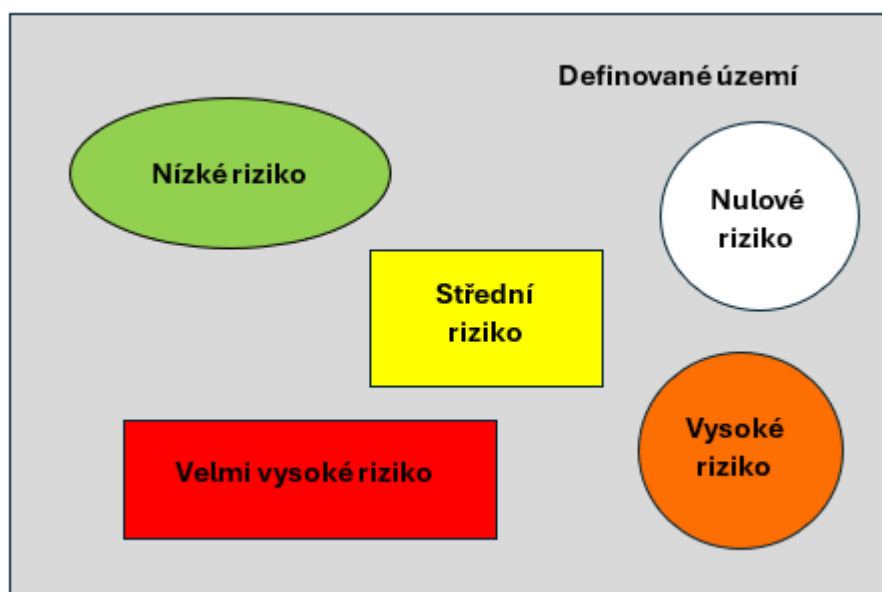 Definované území
Nízké riziko
Nulové
riziko
Střední
riziko
Vysoké
riziko
Velmi vysoké riziko